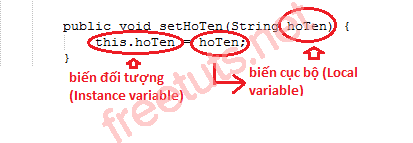 public void setHoTen(String hoTen) {
this.hoTen = hoTen;
}
biến đối tượng
(Instance variable)
biến cục bộ (Local
variable)
freetuts.net